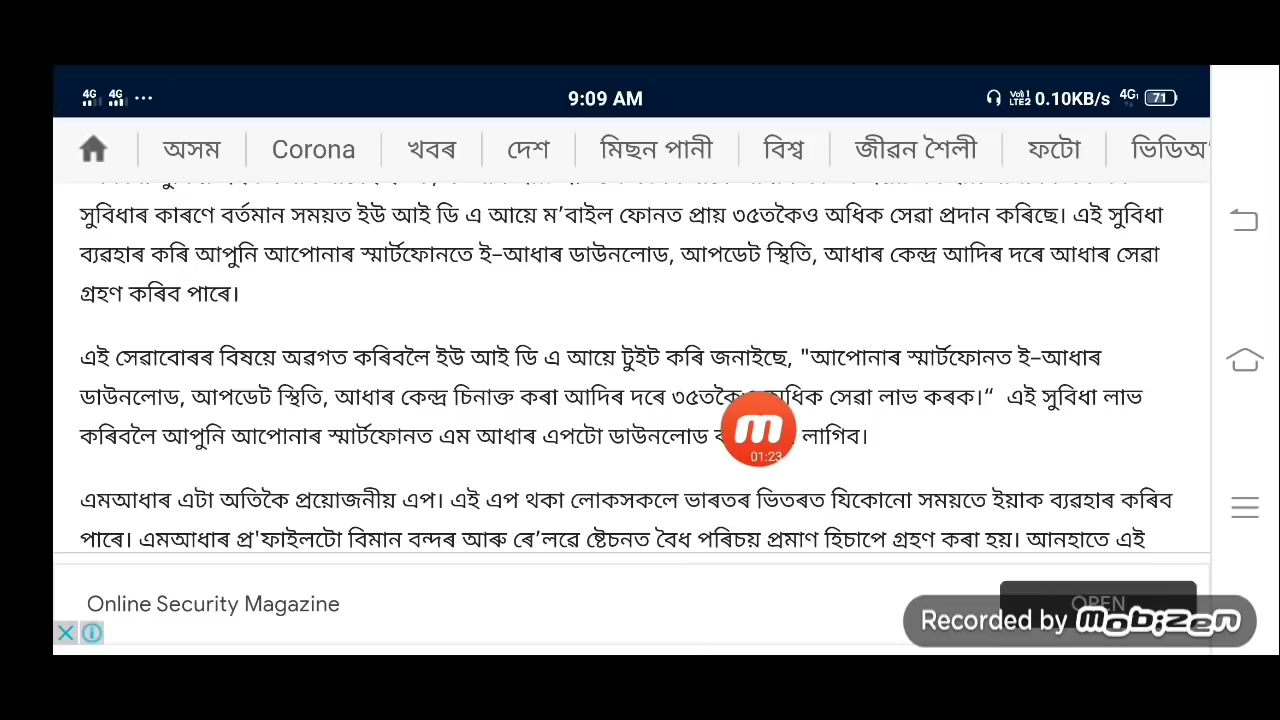 4G 4G ...
9:09 AM
VoLTE2 0.10KB/s 4G 71
অসম Corona খবৰ দেশ মিছন পানী বিশ্ব জীৱন শৈলী ফটো ভিডিঅ'
সুবিধাৰ কাৰণে বৰ্তমান সময়ত ইউ আই ডি এ আয়ে ম'বাইল ফোনত প্ৰায় ৩৫তকৈও অধিক সেৱা প্ৰদান কৰিছে। এই সুবিধা
ব্যৱহাৰ কৰি আপুনি আপোনাৰ স্মাৰ্টফোনতে ই–আধাৰ ডাউনলোড, আপডেট স্থিতি, আধাৰ কেন্দ্ৰ আদিৰ দৰে আধাৰ সেৱা
গ্ৰহণ কৰিব পাৰে।
এই সেৱাবোৰৰ বিষয়ে অৱগত কৰিবলৈ ইউ আই ডি এ আয়ে টুইট কৰি জনাইছে, "আপোনাৰ স্মাৰ্টফোনত ই–আধাৰ
ডাউনলোড, আপডেট স্থিতি, আধাৰ কেন্দ্ৰ চিনাক্ত কৰা আদিৰ দৰে ৩৫তকৈও অধিক সেৱা লাভ কৰক।“ এই সুবিধা লাভ
কৰিবলৈ আপুনি আপোনাৰ স্মাৰ্টফোনত এম আধাৰ এপটো ডাউনলোড লাগিব।
m
01:23
এমআধাৰ এটা অতিকৈ প্ৰয়োজনীয় এপ। এই এপ থকা লোকসকলে ভাৰতৰ ভিতৰত যিকোনো সময়তে ইয়াক ব্যৱহাৰ কৰিব
পাৰে। এমআধাৰ প্ৰ'ফাইলটো বিমান বন্দৰ আৰু ৰে'লৱে ষ্টেচনত বৈধ পৰিচয় প্ৰমাণ হিচাপে গ্ৰহণ কৰা হয়। আনহাতে এই
Online Security Magazine
OPEN
Recorded by mobizen